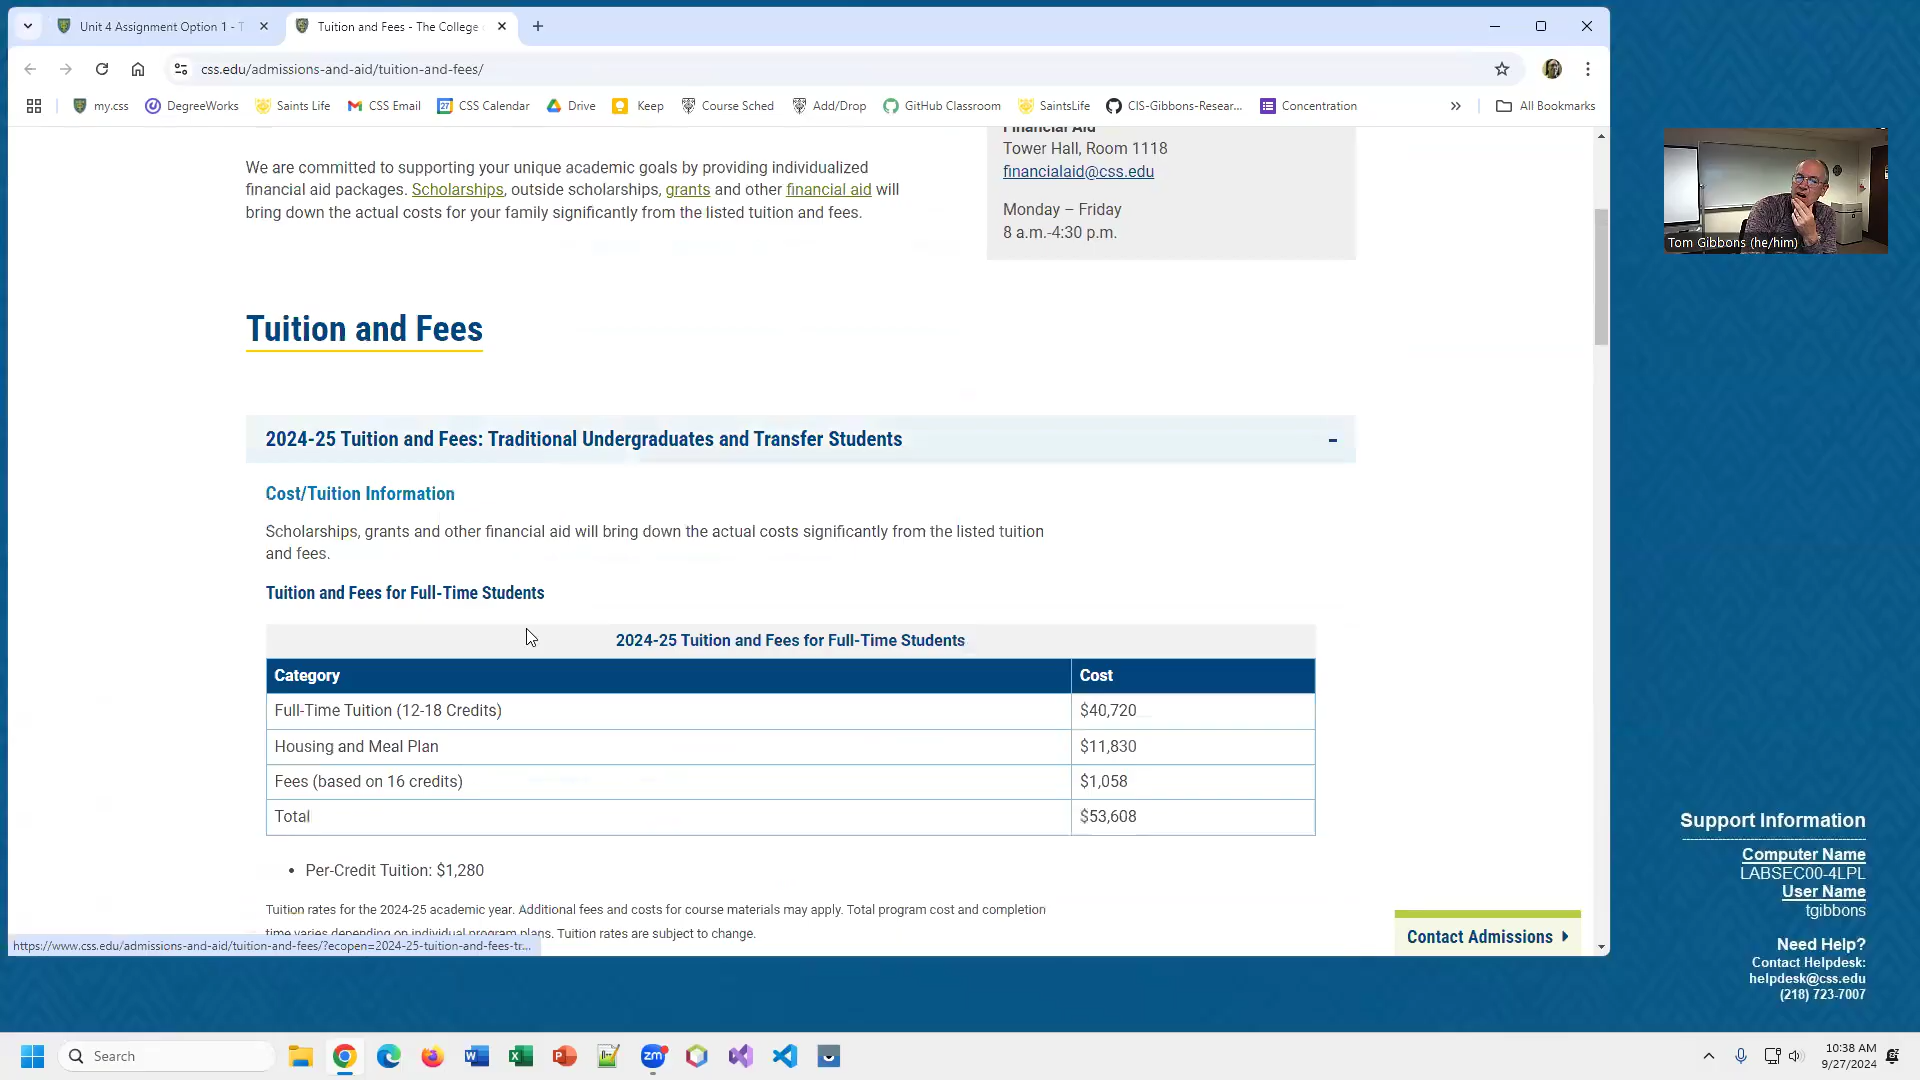 Unit 4 Assignment Option 1 - T
Tuition and Fees - The College
css.edu/admissions-and-aid/tuition-and-fees/
my.css
DegreeWorks
Saints Life
CSS Email
CSS Calendar
Drive
Keep
Course Sched
Add/Drop
GitHub Classroom
SaintsLife
CIS-Gibbons-Resear...
Concentration
All Bookmarks
Financial Aid
Tower Hall, Room 1118
financialaid@css.edu
Monday – Friday
8 a.m.-4:30 p.m.
We are committed to supporting your unique academic goals by providing individualized
financial aid packages. Scholarships, outside scholarships, grants and other financial aid will
bring down the actual costs for your family significantly from the listed tuition and fees.
Tuition and Fees
2024-25 Tuition and Fees: Traditional Undergraduates and Transfer Students
Cost/Tuition Information
Scholarships, grants and other financial aid will bring down the actual costs significantly from the listed tuition
and fees.
Tuition and Fees for Full-Time Students
2024-25 Tuition and Fees for Full-Time Students
Category Cost
Full-Time Tuition (12-18 Credits) $40,720
Housing and Meal Plan $11,830
Fees (based on 16 credits) $1,058
Total $53,608
• Per-Credit Tuition: $1,280
Tuition rates for the 2024-25 academic year. Additional fees and costs for course materials may apply. Total program cost and completion
time varies depending on individual program plans. Tuition rates are subject to change.
https://www.css.edu/admissions-and-aid/tuition-and-fees/?ecopen=2024-25-tuition-and-fees-tr...
Contact Admissions
Tom Gibbons (he/him)
Support Information
Computer Name
LABSEC00-4LPL
User Name
tgibbons
Need Help?
Contact Helpdesk:
helpdesk@css.edu
(218) 723-7007
Search
zm
10:38 AM
9/27/2024